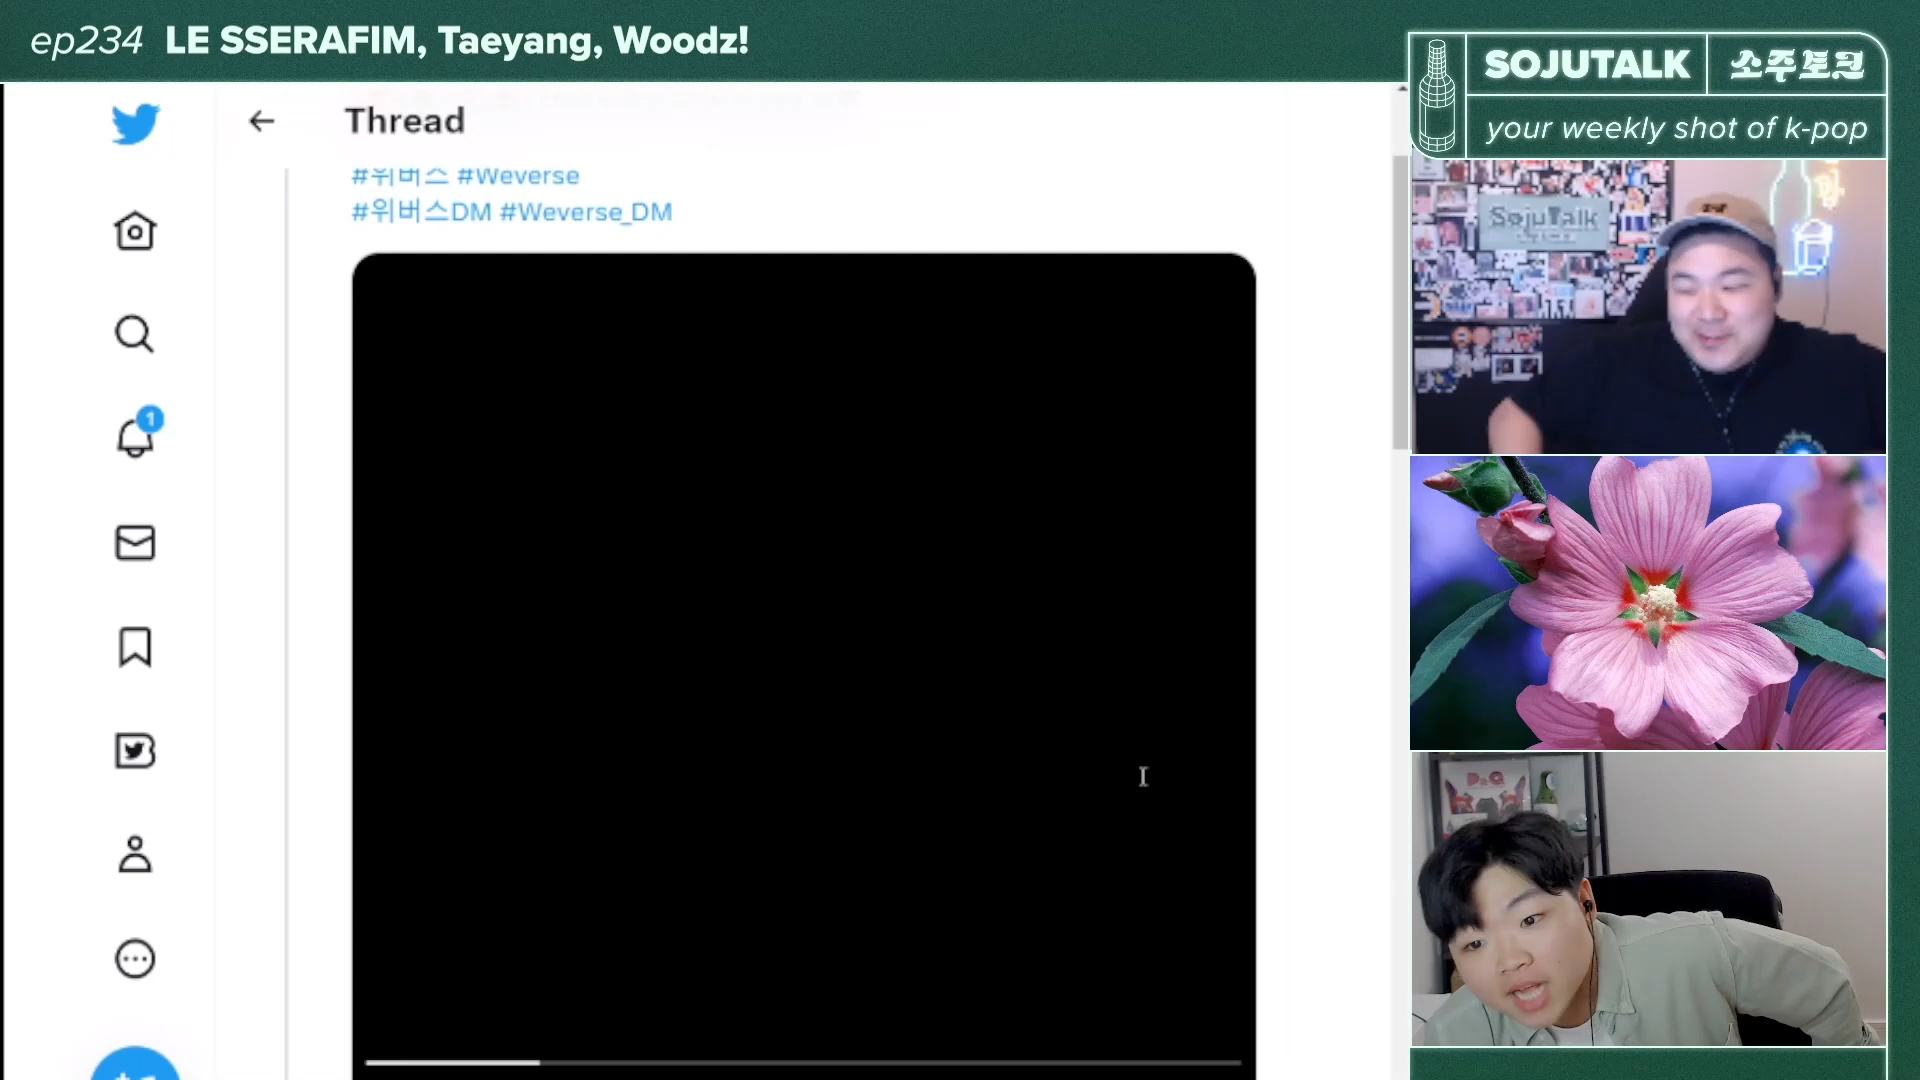 ep234 LE SSERAFIM, Taeyang, Woodz!
SOJUTALK 소주토크
your weekly shot of k-pop
Thread
#위버스 #Weverse
#위버스DM #Weverse_DM
1
SojuTalk